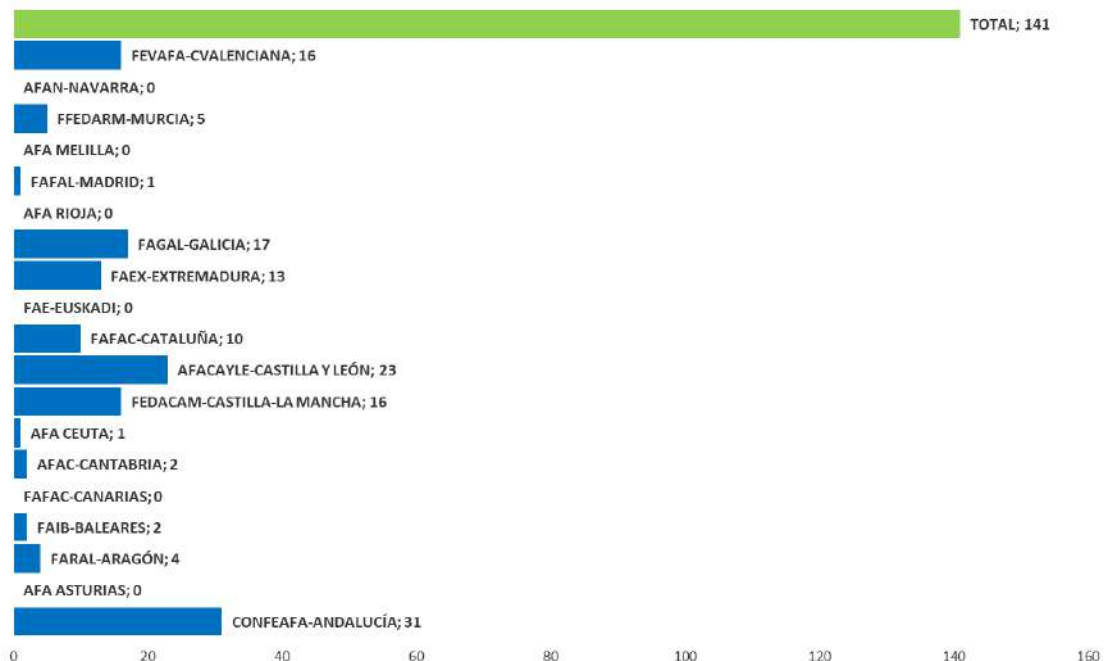 TOTAL; 141
FEVAFA-CVALENCIANA; 16
AFAN-NAVARRA; 0
FFEDARM-MURCIA; 5
AFA MELILLA; 0
FAFAL-MADRID; 1
AFA RIOJA; 0
FAGAL-GALICIA; 17
FAEX-EXTREMADURA; 13
FAE-EUSKADI; 0
FAFAC-CATALUÑA; 10
AFACAYLE-CASTILLA Y LEÓN; 23
FEDACAM-CASTILLA-LA MANCHA; 16
AFA CEUTA; 1
AFAC-CANTABRIA; 2
FAFAC-CANARIAS; 0
FAIB-BALEARES; 2
FARAL-ARAGÓN; 4
AFA ASTURIAS; 0
CONFEAFA-ANDALUCÍA; 31
0 20 40 60 80 100 120 140 160